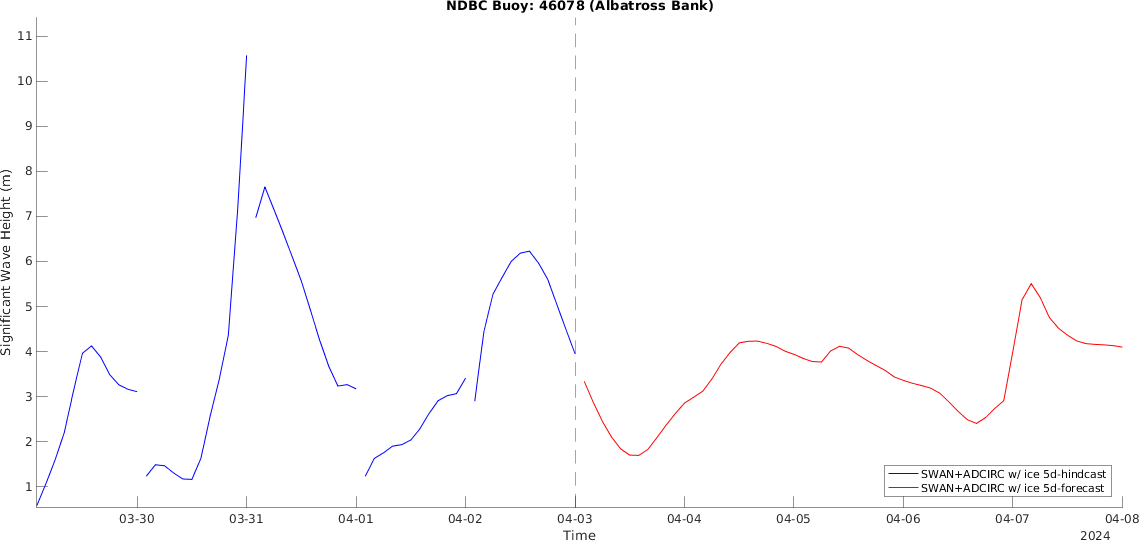 NDBC Buoy: 46078 (Albatross Bank)
11
10
9
8
7
6
5
4
3
2
1
Significant Wave Height (m)
SWAN+ADCIRC w/ ice 5d-hindcast
SWAN+ADCIRC w/ ice 5d-forecast
03-30 03-31 04-01 04-02 04-03 04-04 04-05 04-06 04-07 04-08
Time
2024